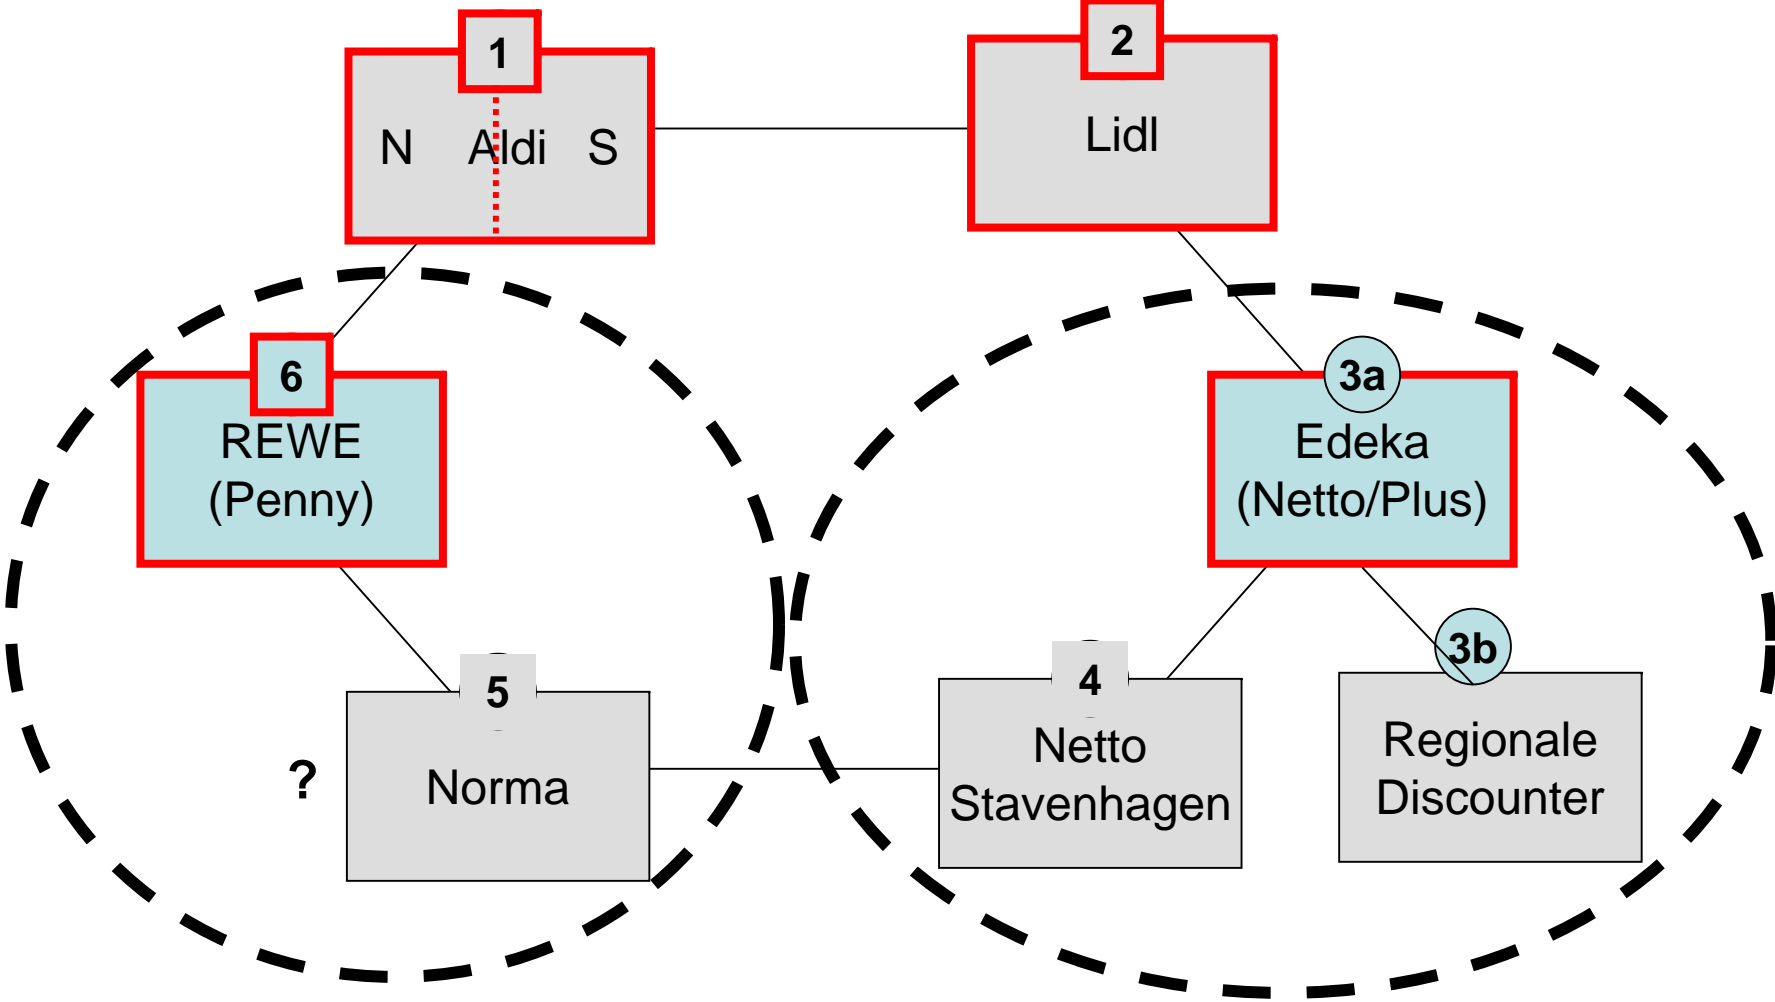 1
N Aldi S
2
Lidl
6
REWE
(Penny)
3a
Edeka
(Netto/Plus)
5
Norma
?
4
Netto
Stavenhagen
3b
Regionale
Discounter